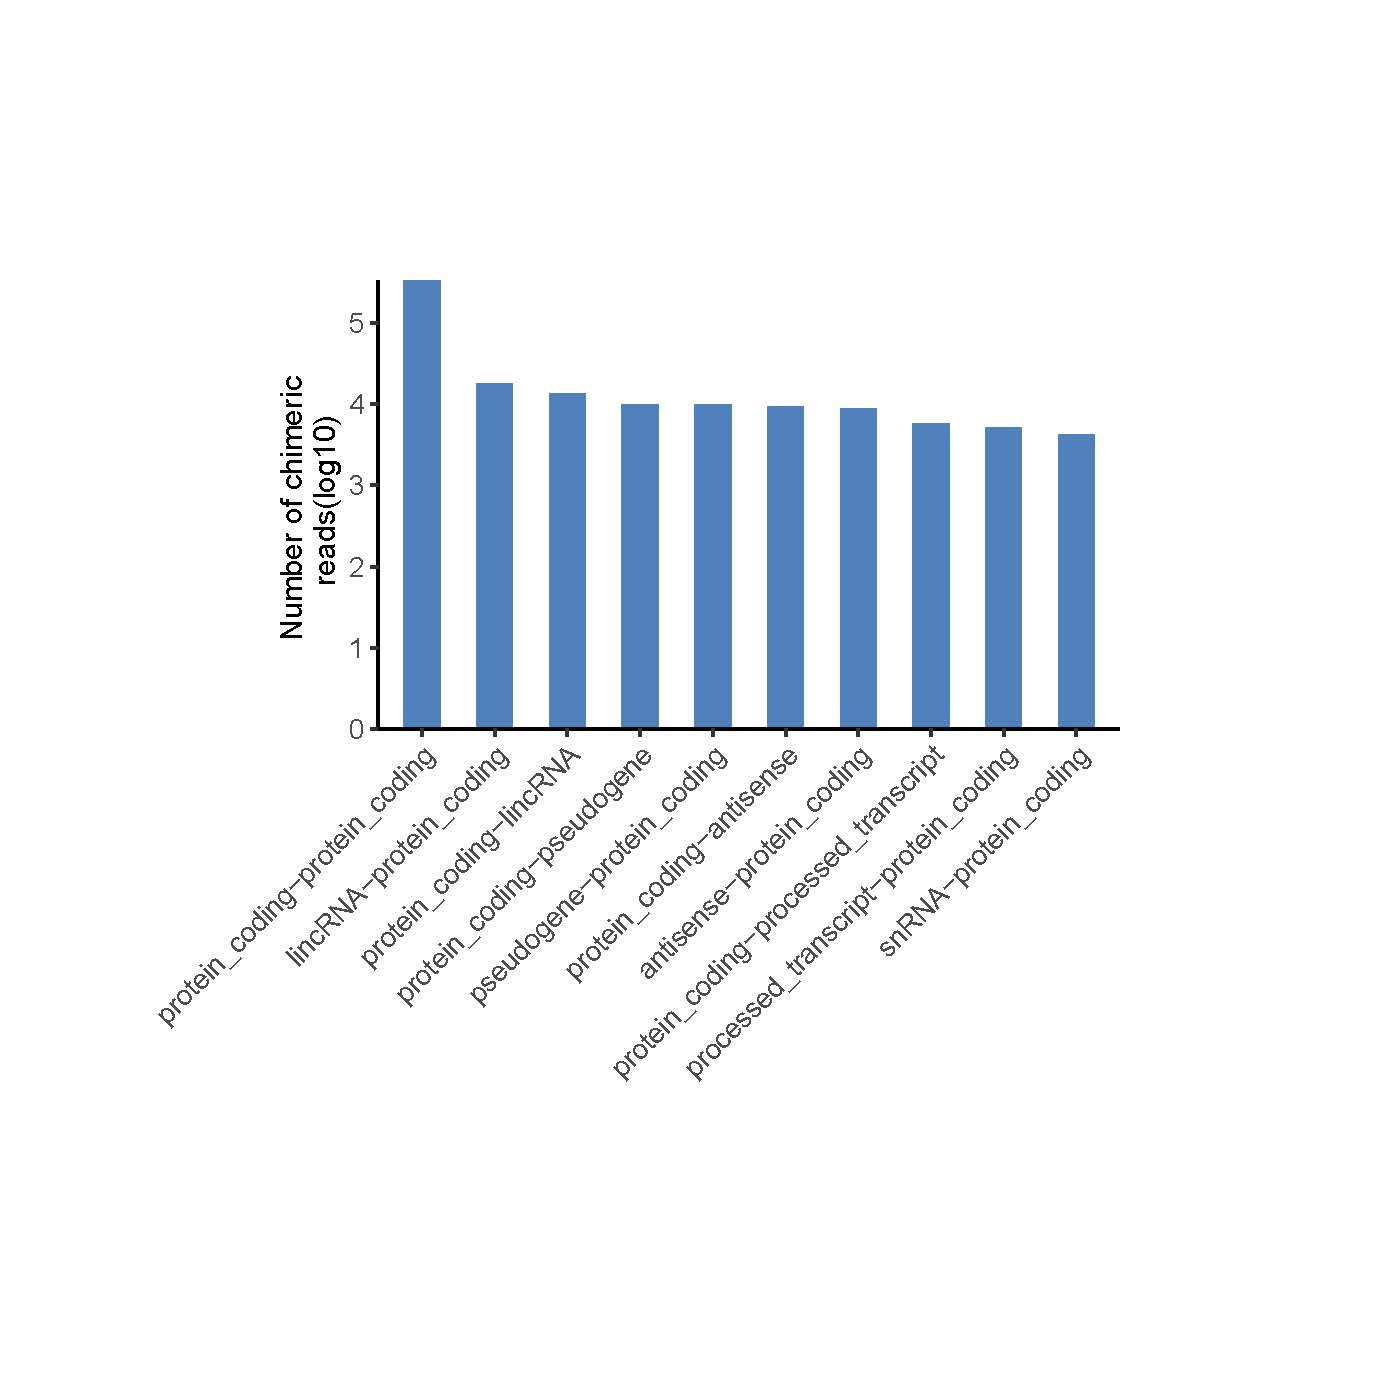 Number of chimeric
reads(log10)
5
4
3
2
1
0
protein_coding−protein_coding
lincRNA−protein_coding
protein_coding−lincRNA
protein_coding−pseudogene
pseudogene−protein_coding
protein_coding−antisense
antisense−protein_coding
protein_coding−processed_transcript
processed_transcript−protein_coding
snRNA−protein_coding